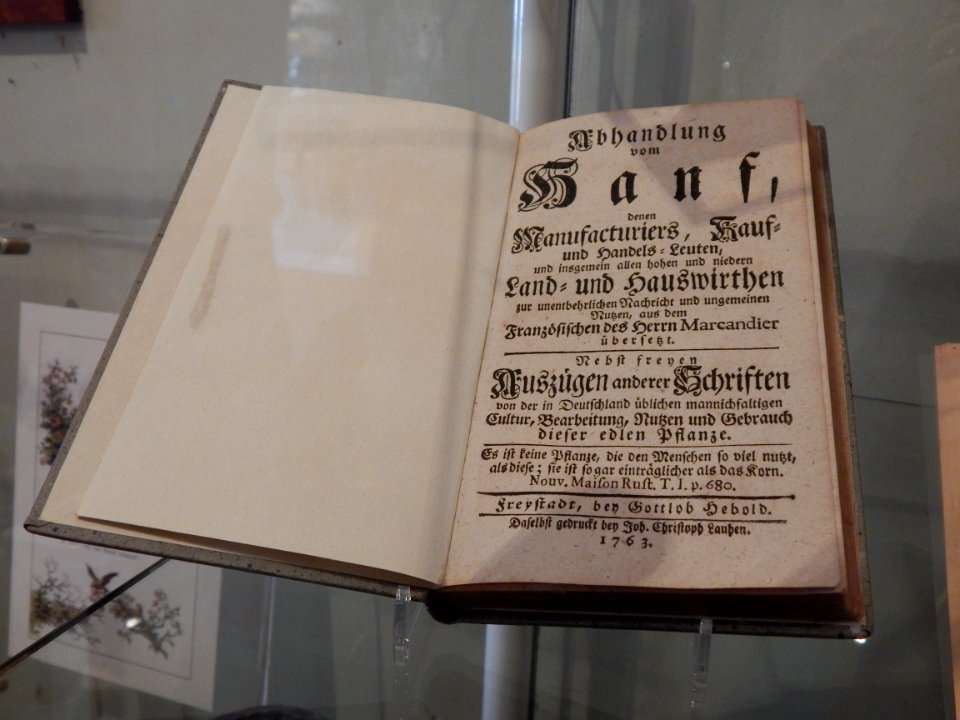 Abhandlung
vom
Hanf,
denen
Manufacturiers, Kauf-
und Handels-Leuten,
und insgemein allen hohen und niedern
Land- und Hauswirthen
zur unentbehrlichen Nachricht und ungemeinen
Nutzen, aus dem
Französischen des Herrn Marcandier
übersetzt.
Nebst freyen
Auszügen anderer Schriften
von der in Deutschland üblichen mannichfaltigen
Cultur, Bearbeitung, Nutzen und Gebrauch
dieser edlen Pflanze.
Es ist keine Pflanze, die den Menschen so viel nutzt,
als diese; sie ist sogar einträglicher als das Korn.
Nouv. Maison Rust. T. I. p. 680.
Freystadt, bey Gottlob Hebold.
Daselbst gedruckt bey Joh. Christoph Lauhen.
1763.